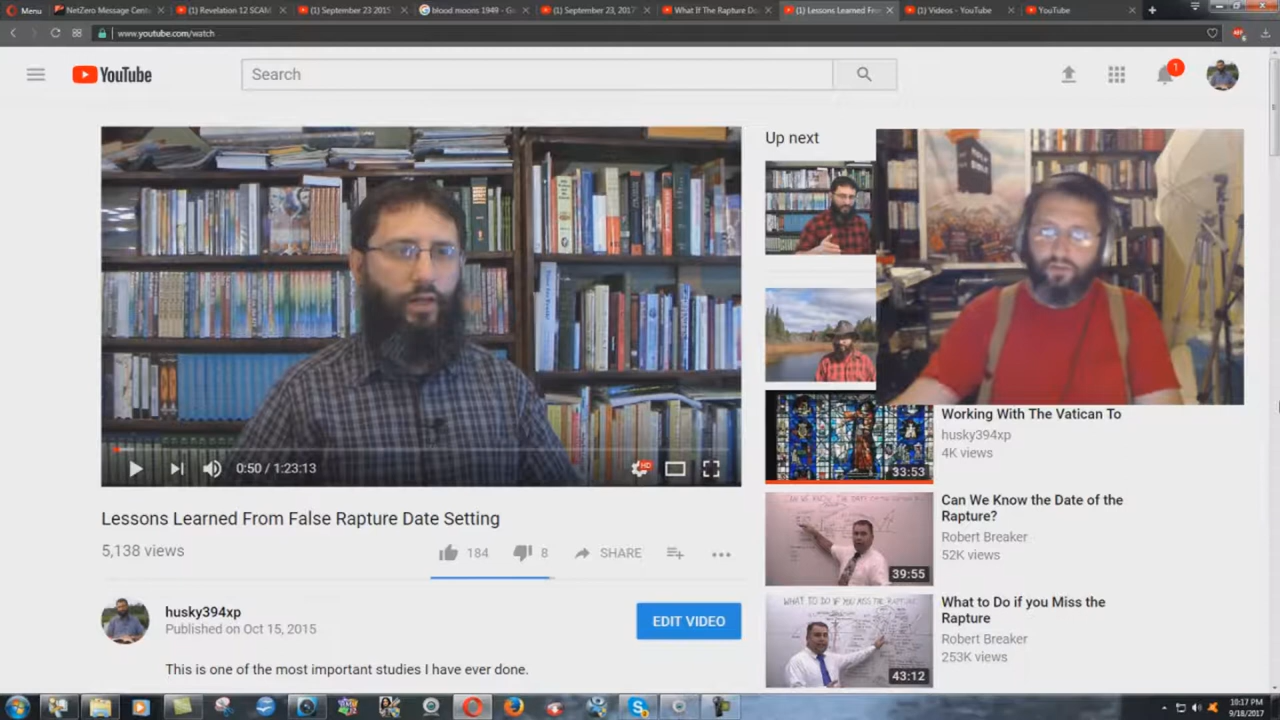 Menu
NetZero Message Cent
(1) Revelation 12 SCAM
(1) September 23 2015
blood moons 1949 - G
(1) September 23, 2017
What If The Rapture Do
(1) Lessons Learned Fro
(1) Videos - YouTube
YouTube
www.youtube.com/watch
YouTube
Search
1
Up next
HOLY BIBLE
0:50 / 1:23:13
HD
Working With The Vatican To
husky394xp
4K views
33:53
Can We Know the Date of the
Rapture?
Robert Breaker
52K views
39:55
What to Do if you Miss the
Rapture
Robert Breaker
253K views
43:12
Lessons Learned From False Rapture Date Setting
5,138 views
184
8
SHARE
husky394xp
Published on Oct 15, 2015
EDIT VIDEO
This is one of the most important studies I have ever done.
10:17 PM
9/18/2017